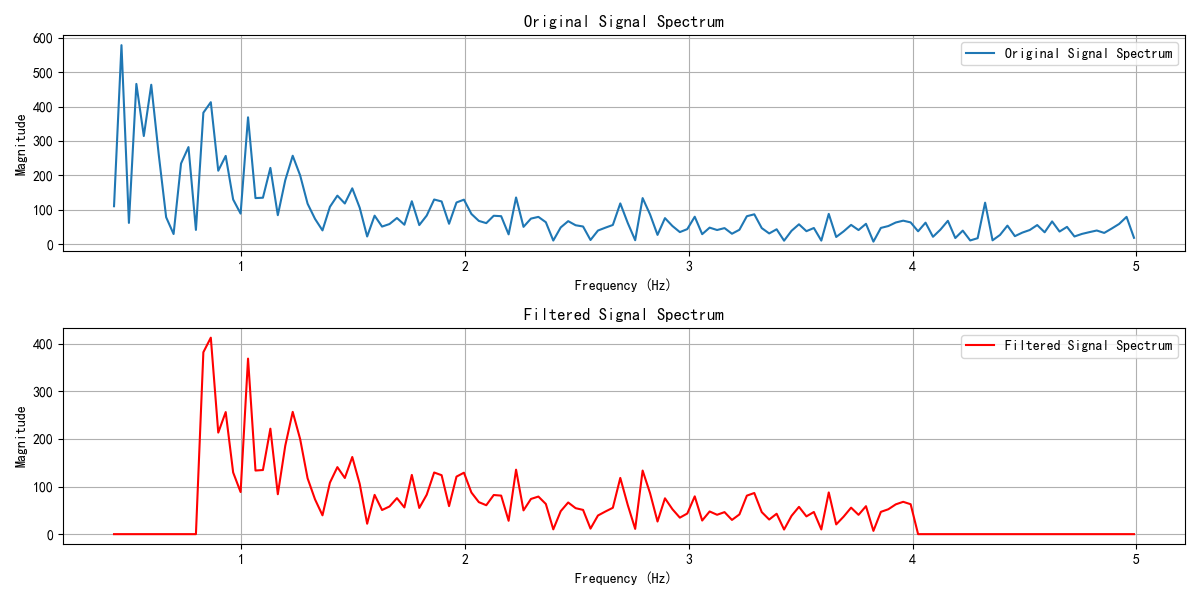 Original Signal Spectrum
600
500
400
300
200
100
0
Magnitude
Original Signal Spectrum
1
2
3
4
5
Frequency (Hz)
Filtered Signal Spectrum
400
300
200
100
0
Magnitude
Filtered Signal Spectrum
1
2
3
4
5
Frequency (Hz)